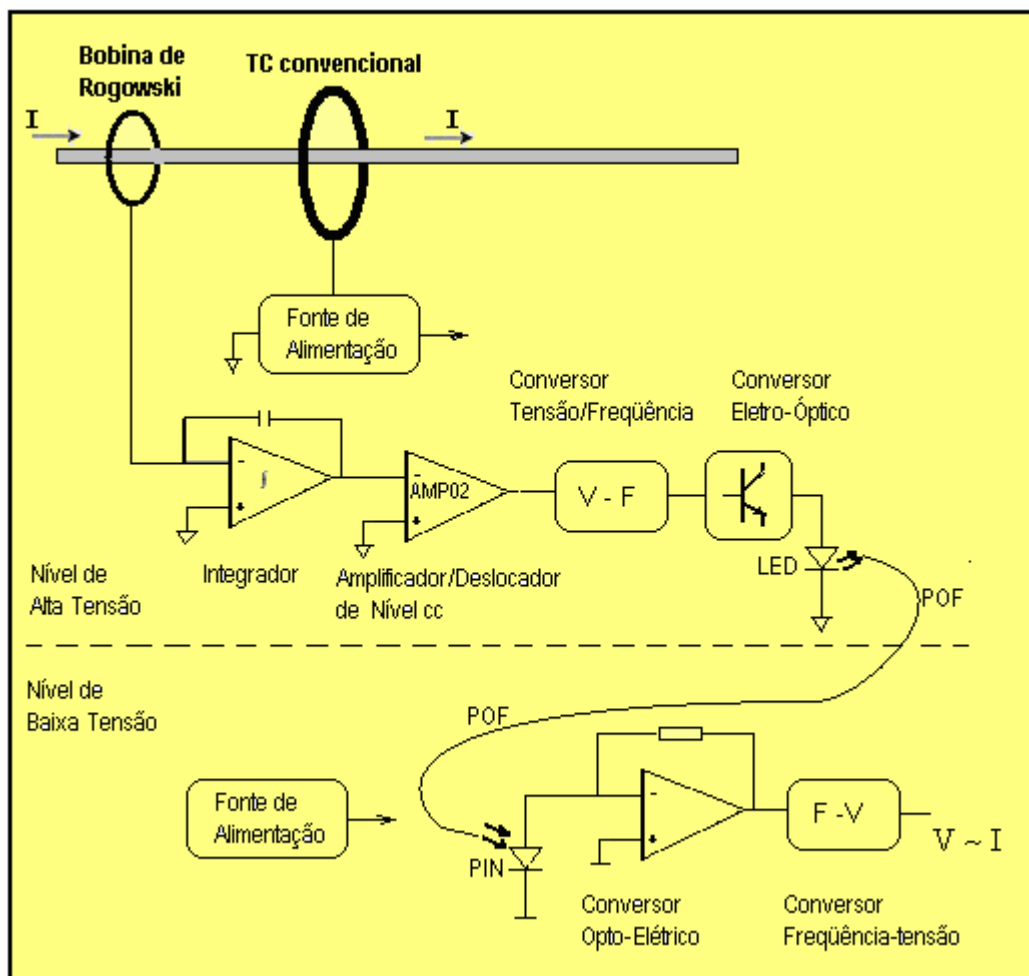 Bobina de
Rogowski
TC convencional
I
I
Fonte de
Alimentação
Conversor
Tensão/Freqüência
Conversor
Eletro-Óptico
-
+
∫
-
AMP02
+
V - F
LED
POF
Nível de
Alta Tensão
Integrador
Amplificador/Deslocador
de Nível cc
Nível de
Baixa Tensão
POF
Fonte de
Alimentação
PIN
-
+
F -V
V ~ I
Conversor
Opto-Elétrico
Conversor
Freqüência-tensão